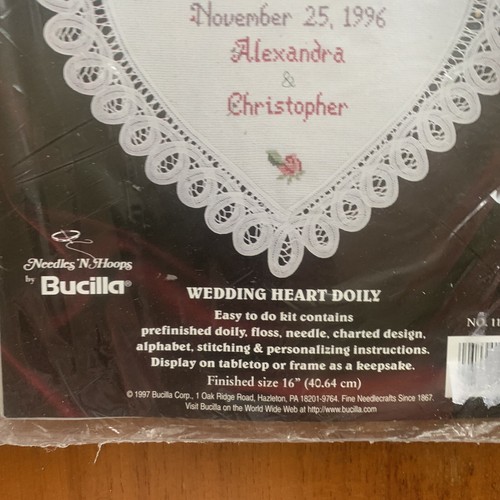 November 25, 1996
Alexandra
&
Christopher
Needles 'N Hoops
by Bucilla®
WEDDING HEART DOILY
Easy to do kit contains
prefinished doily, floss, needle, charted design,
alphabet, stitching & personalizing instructions.
Display on tabletop or frame as a keepsake.
Finished size 16" (40.64 cm)
© 1997 Bucilla Corp., 1 Oak Ridge Road, Hazleton, PA 18201-9764. Fine Needlecrafts Since 1867.
Visit Bucilla on the World Wide Web at http://www.bucilla.com
NO.